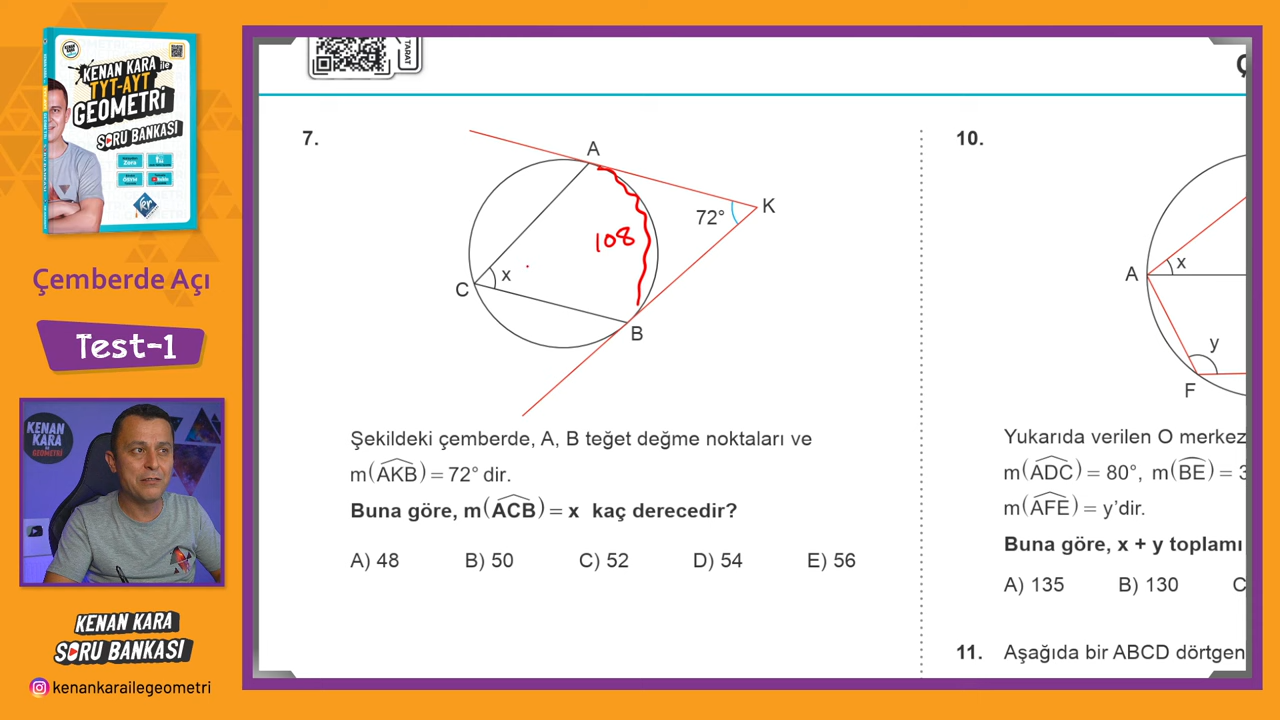 KENAN KARA ile
TYT-AYT
GEOMETRİ
SORU BANKASI
Çemberde Açı
Test-1
KENAN
KARA
GEOMETRİ
KENAN KARA
SORU BANKASI
kenankarailegeometri
TARAT
7.
A
K
72°
108
x
C
B
Şekildeki çemberde, A, B teğet değme noktaları ve
m(AKB) = 72° dir.
Buna göre, m(ACB) = x kaç derecedir?
A) 48 B) 50 C) 52 D) 54 E) 56
10.
A
x
y
F
Yukarıda verilen O merkez
m(ADC) = 80°, m(BE) = 3
m(AFE) = y'dir.
Buna göre, x + y toplamı
A) 135 B) 130 C
11. Aşağıda bir ABCD dörtgen